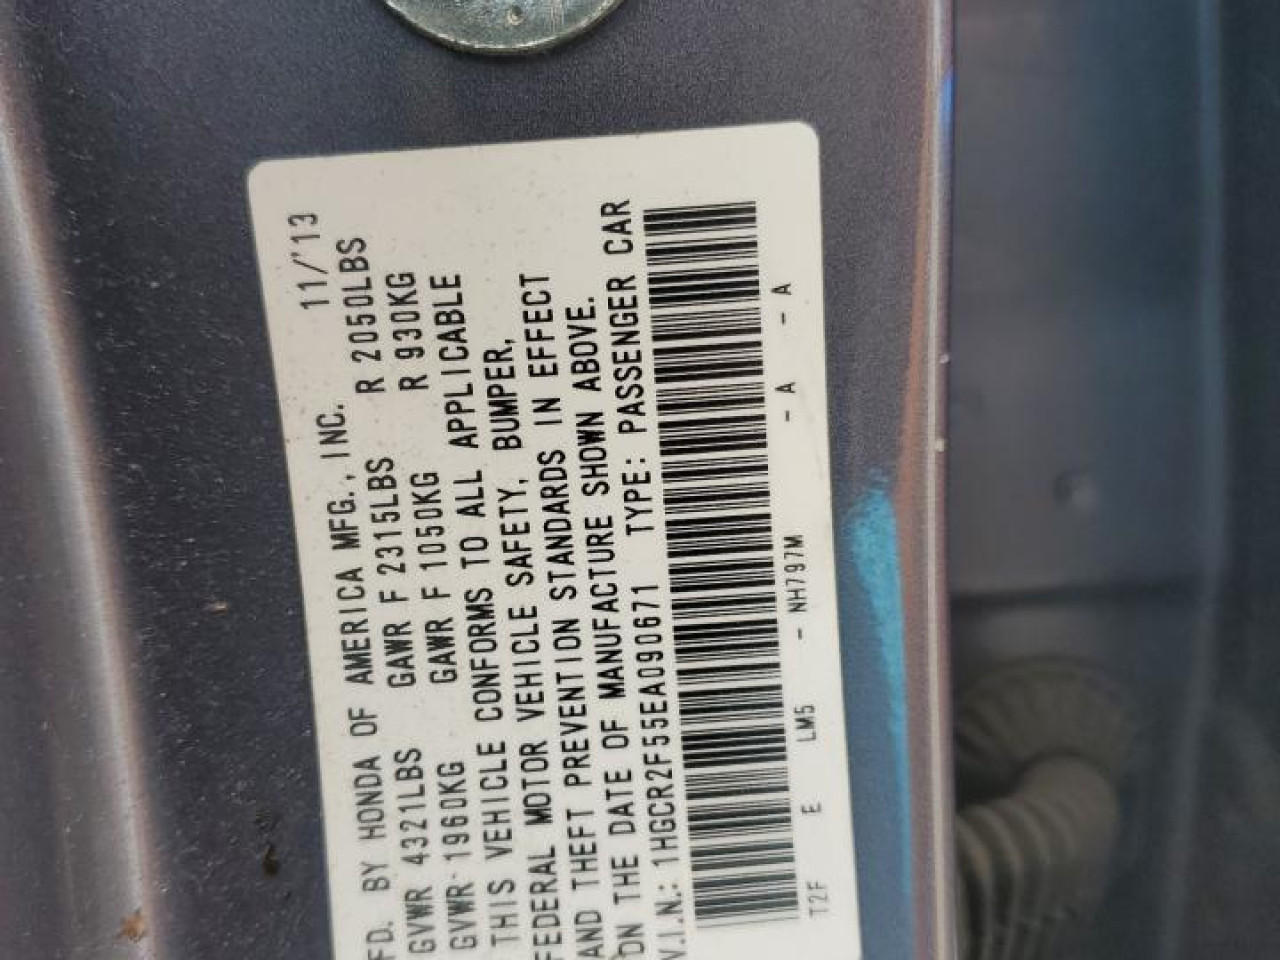 FD. BY HONDA OF AMERICA MFG., INC. 11/'13
GVWR 4321LBS GAWR F 2315LBS R 2050LBS
GVWR 1960KG GAWR F 1050KG R 930KG
THIS VEHICLE CONFORMS TO ALL APPLICABLE
FEDERAL MOTOR VEHICLE SAFETY, BUMPER,
AND THEFT PREVENTION STANDARDS IN EFFECT
ON THE DATE OF MANUFACTURE SHOWN ABOVE.
V.I.N.: 1HGCR2F55EA090671 TYPE: PASSENGER CAR
T2F E LM5 - NH797M - A - A